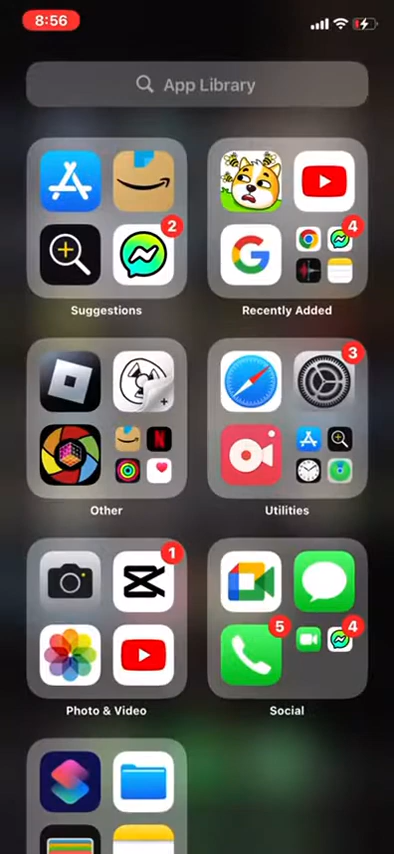 8:56
App Library
2
4
Suggestions
Recently Added
3
Other
Utilities
1
5
4
Photo & Video
Social